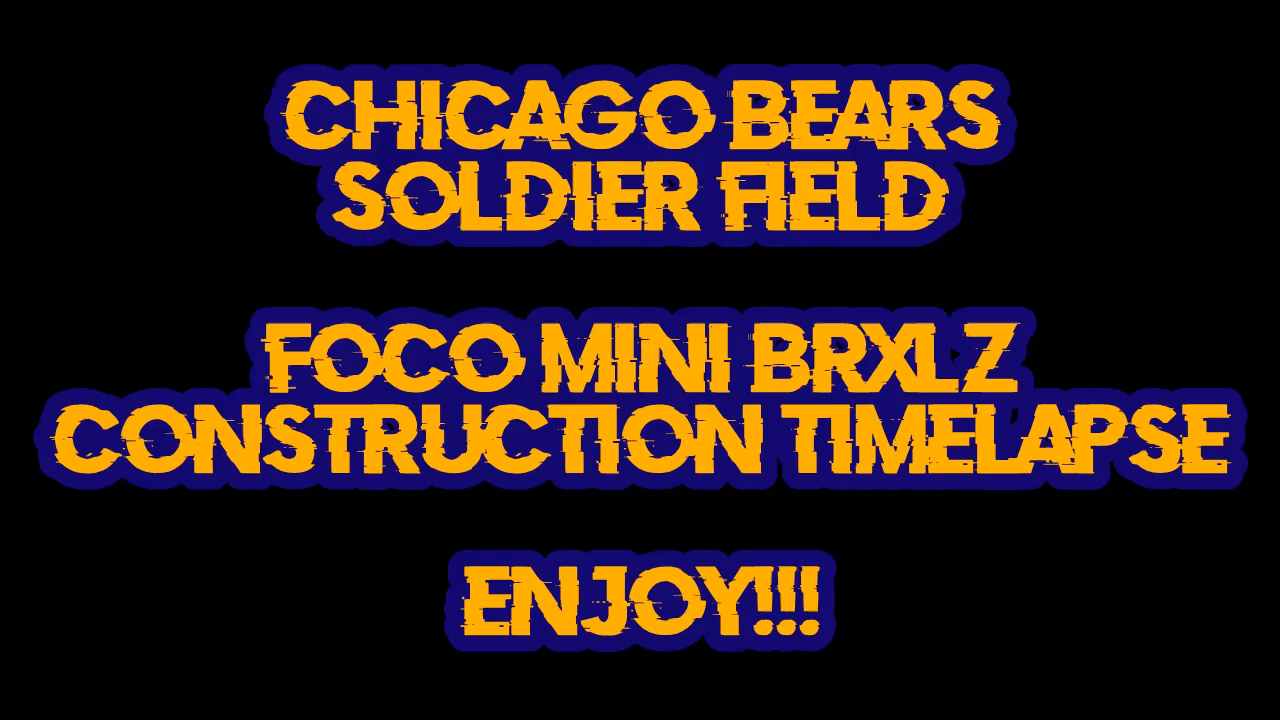 CHICAGO BEARS
SOLDIER FIELD
FOCO MINI BRXLZ
CONSTRUCTION TIMELAPSE
ENJOY!!!